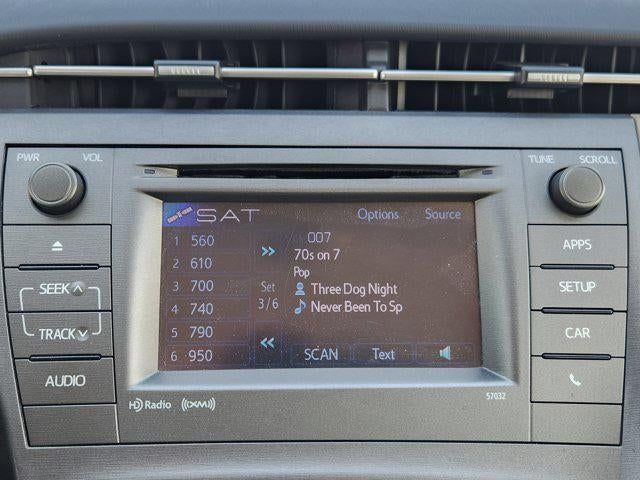 PWR VOL
TUNE SCROLL
SAT Options Source
007
1 560
70s on 7
2 610
Pop
3 700
Set
3/6
Three Dog Night
4 740
Never Been To Sp
5 790
6 950
SCAN Text
SEEK
TRACK
AUDIO
APPS
SETUP
CAR
HD Radio ((XM)) 57032